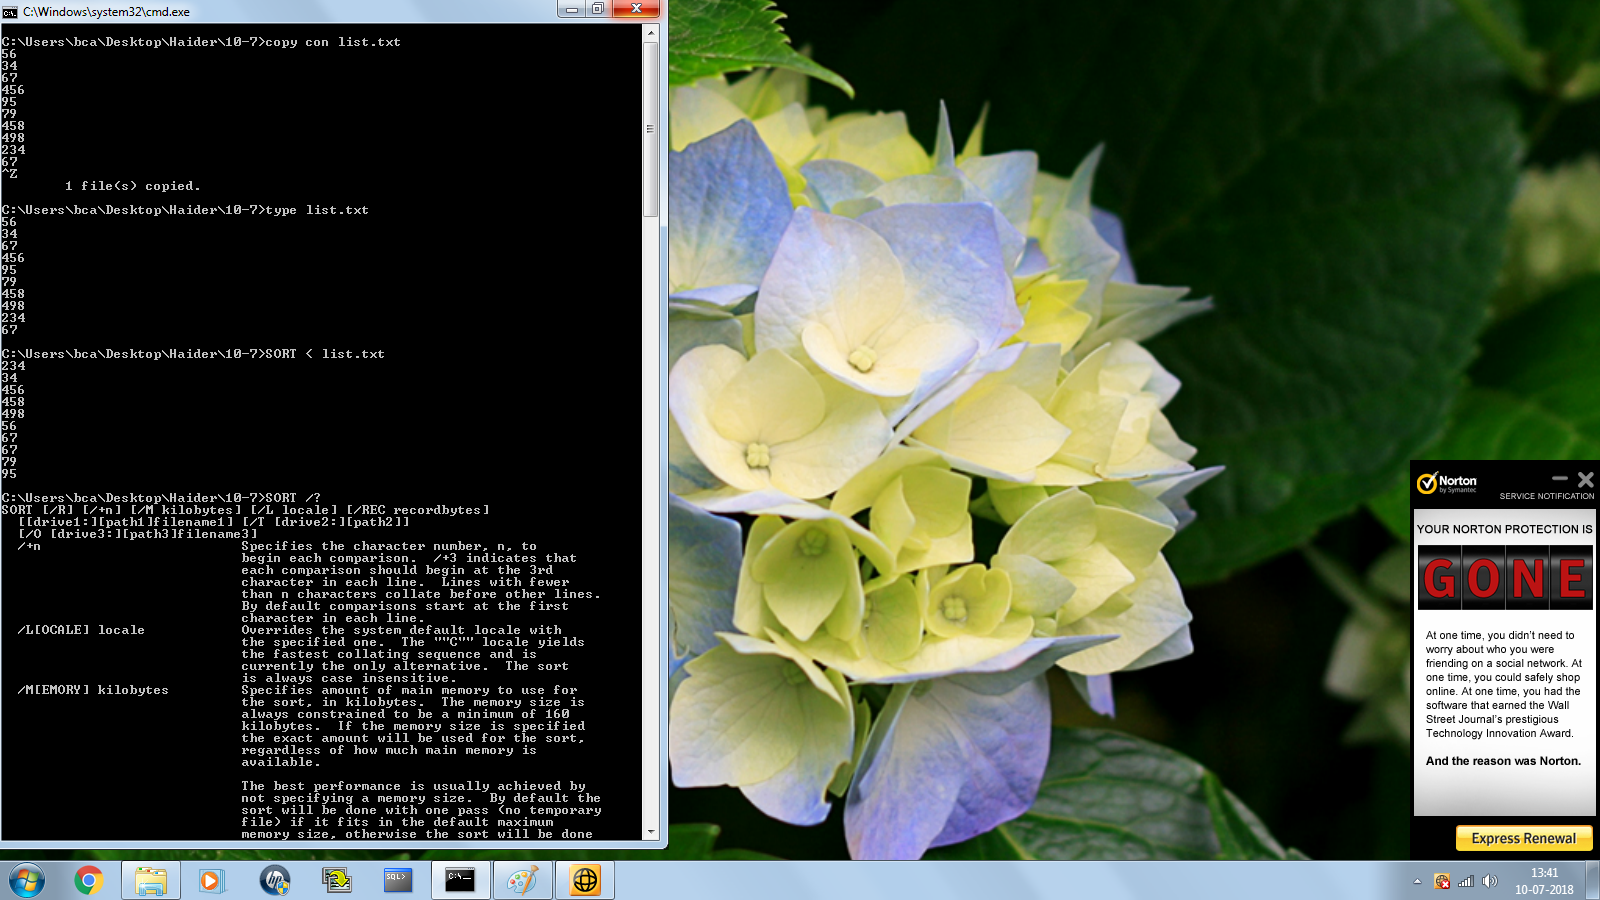 C:\Windows\system32\cmd.exe
C:\Users\bca\Desktop\Haider\10-7>copy con list.txt
56
34
67
456
95
79
458
498
234
67
^Z
1 file(s) copied.
C:\Users\bca\Desktop\Haider\10-7>type list.txt
56
34
67
456
95
79
458
498
234
67
C:\Users\bca\Desktop\Haider\10-7>SORT < list.txt
234
34
456
458
498
56
67
67
79
95
C:\Users\bca\Desktop\Haider\10-7>SORT /?
SORT [/R] [/+n] [/M kilobytes] [/L locale] [/REC recordbytes]
[[drive1:][path1]filename1] [/T [drive2:][path2]]
[/O [drive3:][path3]filename3]
/+n Specifies the character number, n, to
begin each comparison. /+3 indicates that
each comparison should begin at the 3rd
character in each line. Lines with fewer
than n characters collate before other lines.
By default comparisons start at the first
character in each line.
/L[OCALE] locale Overrides the system default locale with
the specified one. The ""C"" locale yields
the fastest collating sequence and is
currently the only alternative. The sort
is always case insensitive.
/M[EMORY] kilobytes Specifies amount of main memory to use for
the sort, in kilobytes. The memory size is
always constrained to be a minimum of 160
kilobytes. If the memory size is specified
the exact amount will be used for the sort,
regardless of how much main memory is
available.
The best performance is usually achieved by
not specifying a memory size. By default the
sort will be done with one pass (no temporary
file) if it fits in the default maximum
memory size, otherwise the sort will be done
Norton
by Symantec
SERVICE NOTIFICATION
YOUR NORTON PROTECTION IS
GONE
At one time, you didn't need to
worry about who you were
friending on a social network. At
one time, you could safely shop
online. At one time, you had the
software that earned the Wall
Street Journal's prestigious
Technology Innovation Award.
And the reason was Norton.
Express Renewal
hp
SQL>
C:\_
13:41
10-07-2018